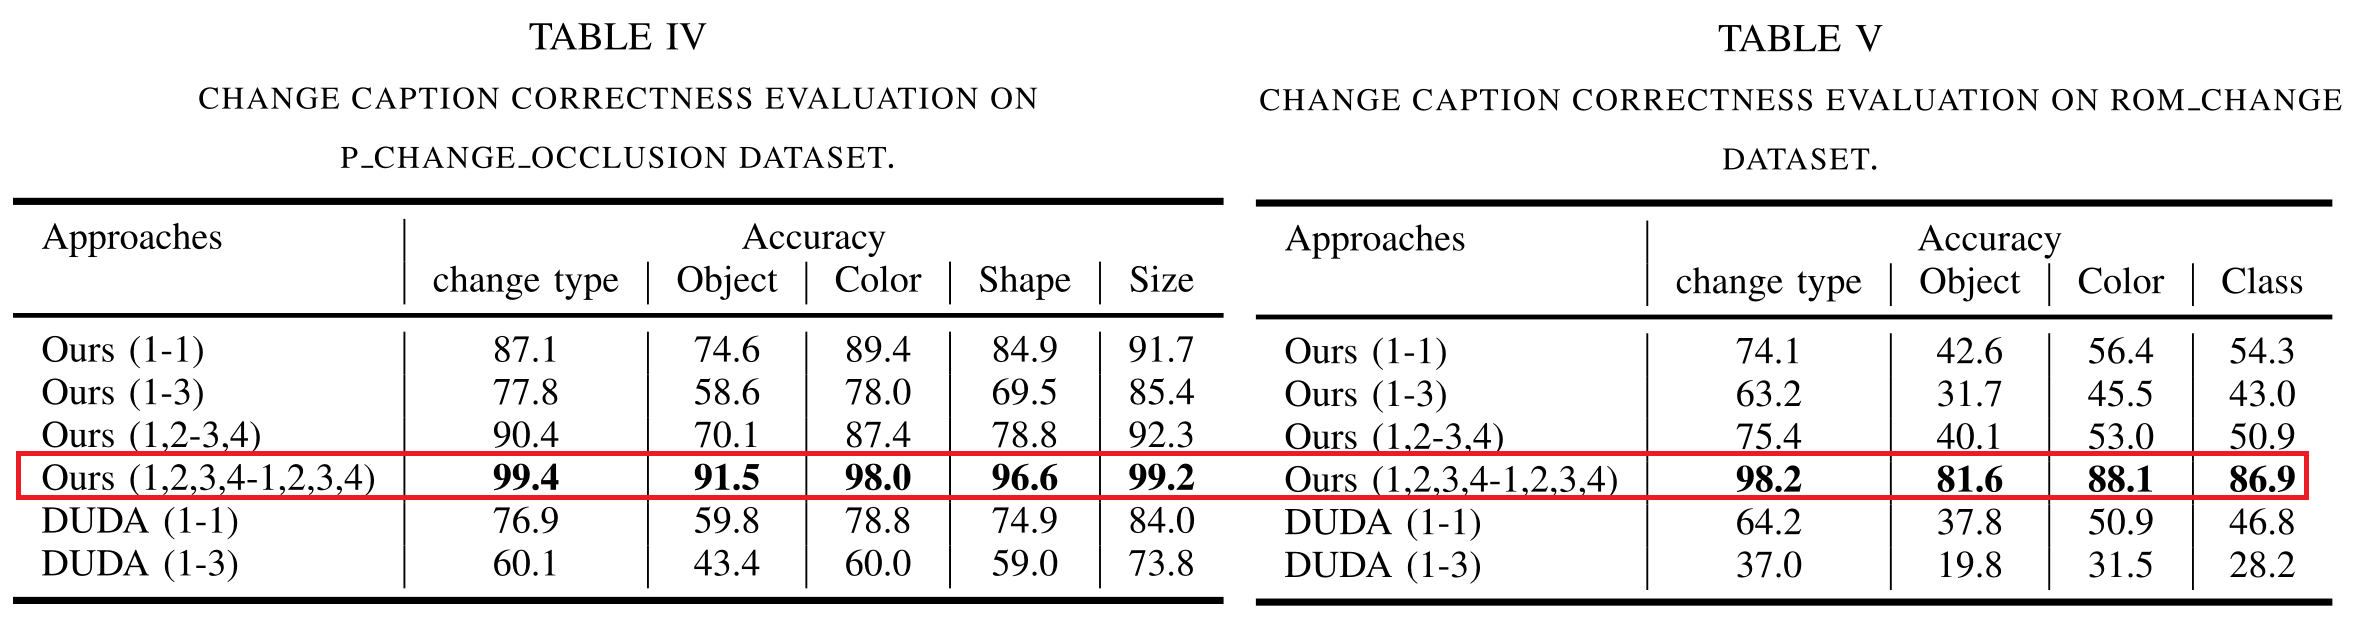 TABLE IV
CHANGE CAPTION CORRECTNESS EVALUATION ON
P_CHANGE_OCCLUSION DATASET.
Approaches Accuracy
change type Object Color Shape Size
Ours (1-1) 87.1 74.6 89.4 84.9 91.7
Ours (1-3) 77.8 58.6 78.0 69.5 85.4
Ours (1,2-3,4) 90.4 70.1 87.4 78.8 92.3
Ours (1,2,3,4-1,2,3,4) 99.4 91.5 98.0 96.6 99.2
DUDA (1-1) 76.9 59.8 78.8 74.9 84.0
DUDA (1-3) 60.1 43.4 60.0 59.0 73.8
TABLE V
CHANGE CAPTION CORRECTNESS EVALUATION ON ROM_CHANGE
DATASET.
Approaches Accuracy
change type Object Color Class
Ours (1-1) 74.1 42.6 56.4 54.3
Ours (1-3) 63.2 31.7 45.5 43.0
Ours (1,2-3,4) 75.4 40.1 53.0 50.9
Ours (1,2,3,4-1,2,3,4) 98.2 81.6 88.1 86.9
DUDA (1-1) 64.2 37.8 50.9 46.8
DUDA (1-3) 37.0 19.8 31.5 28.2